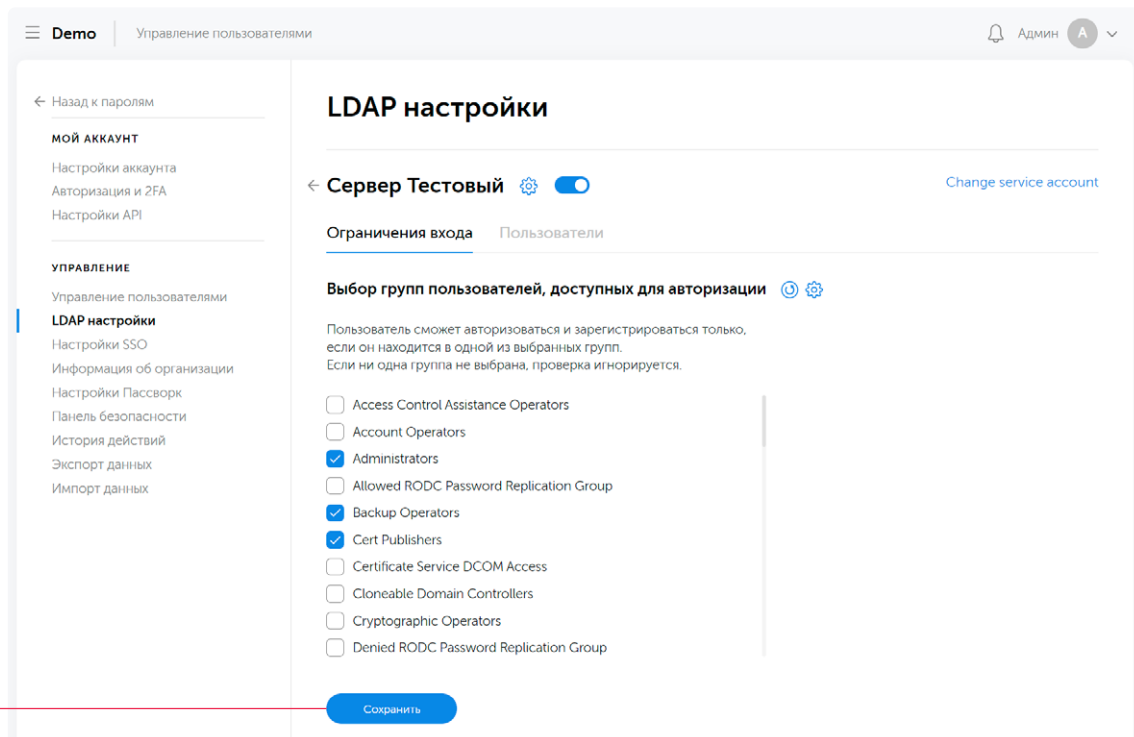 Demo
Управление пользователями
Админ
А
Назад к паролям
МОЙ АККАУНТ
Настройки аккаунта
Авторизация и 2FA
Настройки API
УПРАВЛЕНИЕ
Управление пользователями
LDAP настройки
Настройки SSO
Информация об организации
Настройки Пассворк
Панель безопасности
История действий
Экспорт данных
Импорт данных
LDAP настройки
Сервер Тестовый
Change service account
Ограничения входа
Пользователи
Выбор групп пользователей, доступных для авторизации
Пользователь сможет авторизоваться и зарегистрироваться только,
если он находится в одной из выбранных групп.
Если ни одна группа не выбрана, проверка игнорируется.
Access Control Assistance Operators
Account Operators
Administrators
Allowed RODC Password Replication Group
Backup Operators
Cert Publishers
Certificate Service DCOM Access
Cloneable Domain Controllers
Cryptographic Operators
Denied RODC Password Replication Group
Сохранить